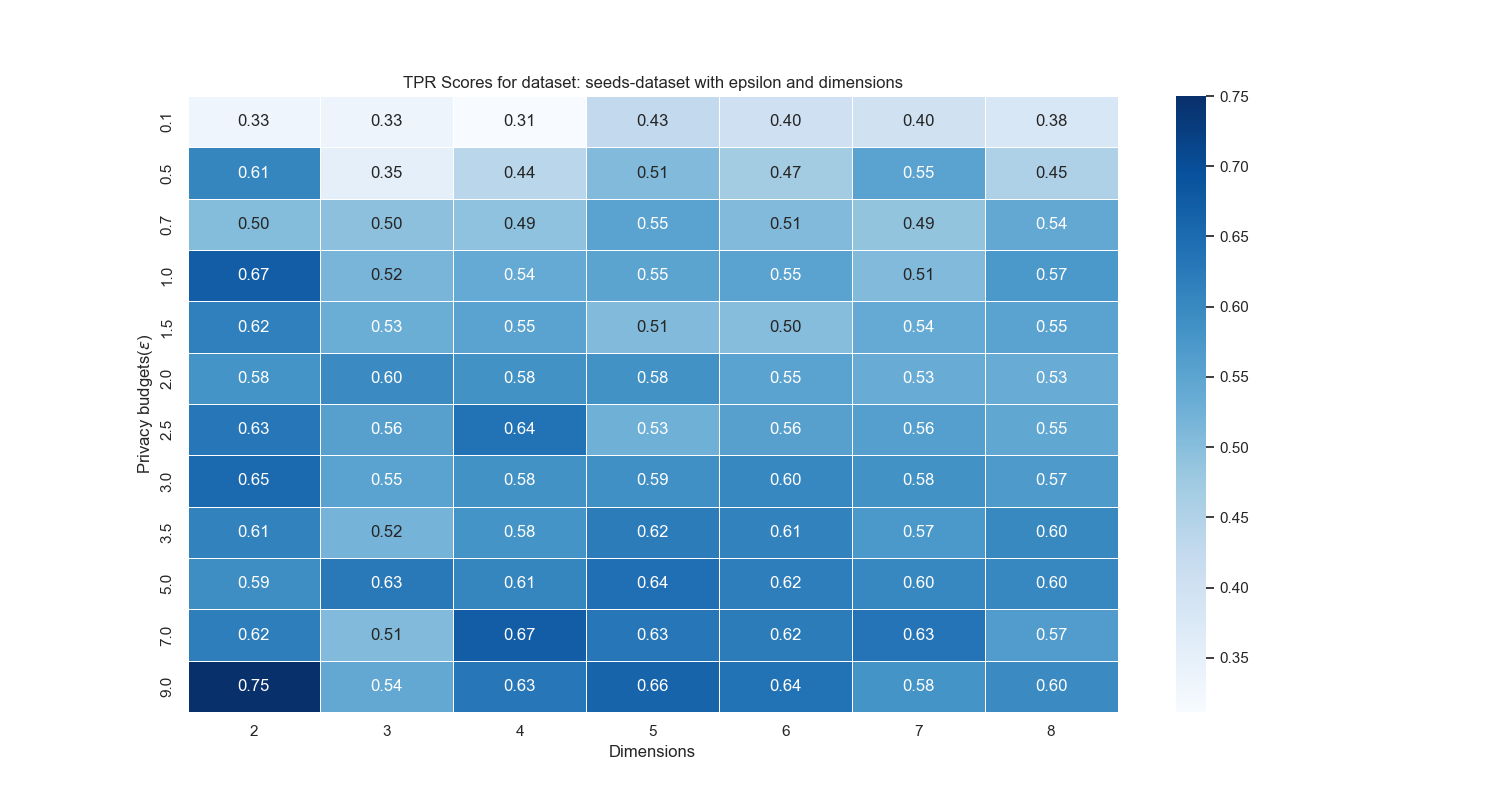 TPR Scores for dataset: seeds-dataset with epsilon and dimensions
0.1 0.33 0.33 0.31 0.43 0.40 0.40 0.38
0.5 0.61 0.35 0.44 0.51 0.47 0.55 0.45
0.7 0.50 0.50 0.49 0.55 0.51 0.49 0.54
1.0 0.67 0.52 0.54 0.55 0.55 0.51 0.57
1.5 0.62 0.53 0.55 0.51 0.50 0.54 0.55
2.0 0.58 0.60 0.58 0.58 0.55 0.53 0.53
2.5 0.63 0.56 0.64 0.53 0.56 0.56 0.55
3.0 0.65 0.55 0.58 0.59 0.60 0.58 0.57
3.5 0.61 0.52 0.58 0.62 0.61 0.57 0.60
5.0 0.59 0.63 0.61 0.64 0.62 0.60 0.60
7.0 0.62 0.51 0.67 0.63 0.62 0.63 0.57
9.0 0.75 0.54 0.63 0.66 0.64 0.58 0.60
2 3 4 5 6 7 8
Dimensions
Privacy budgets(ε)
0.75
0.70
0.65
0.60
0.55
0.50
0.45
0.40
0.35